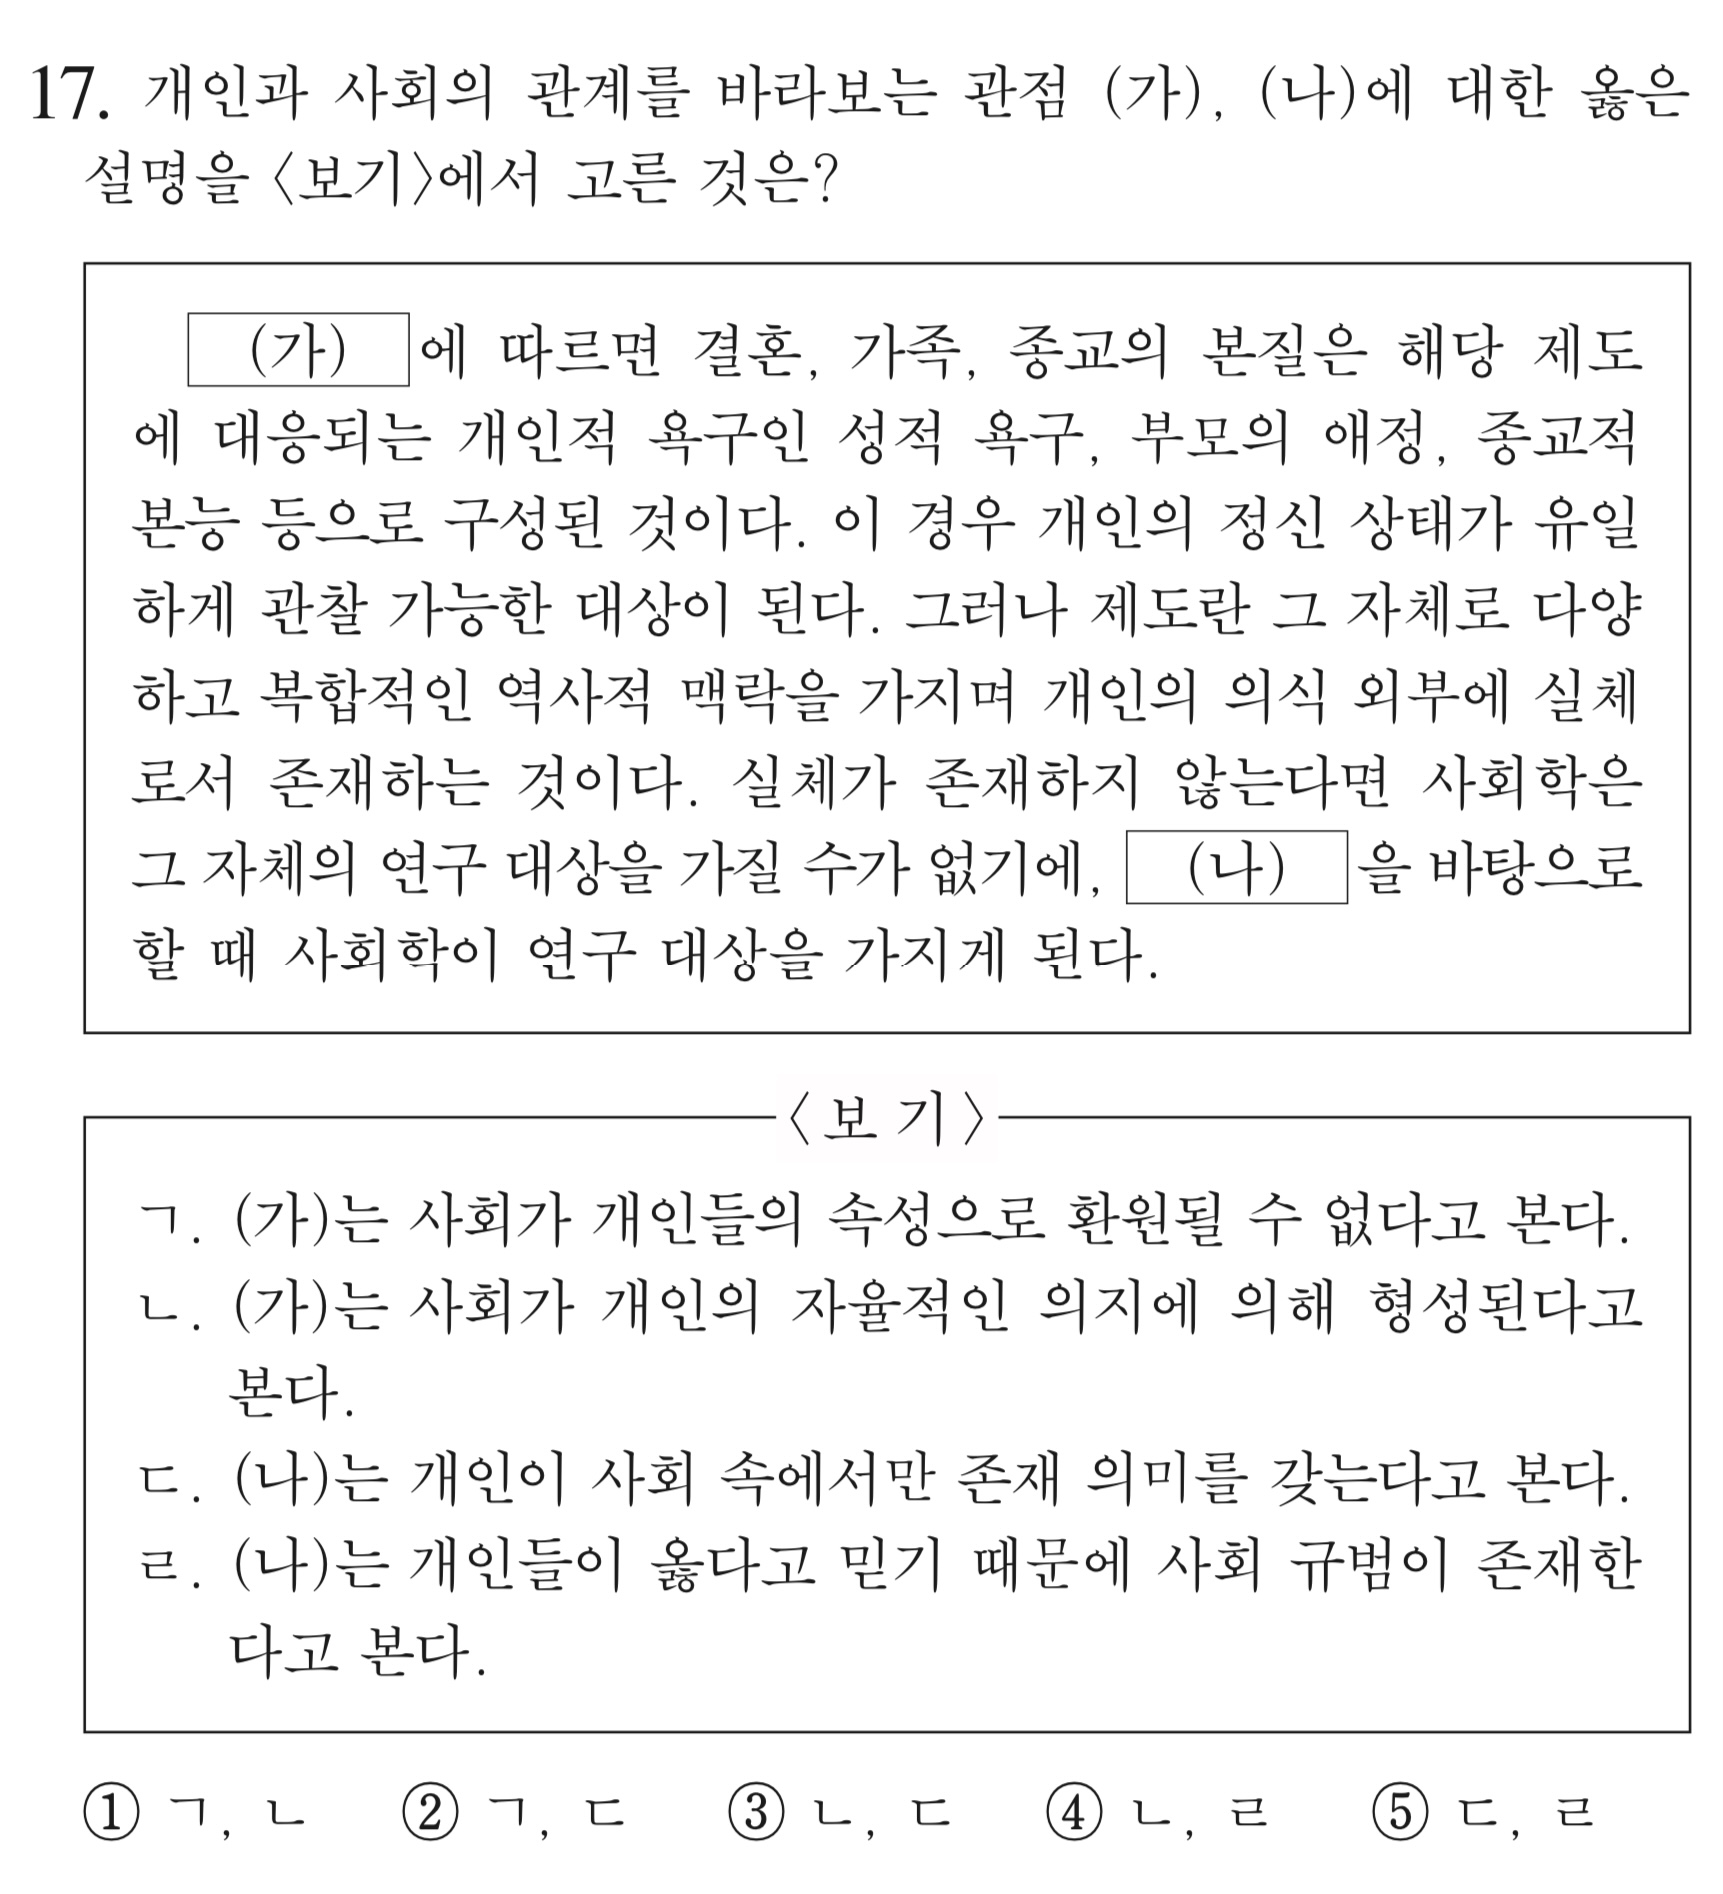 17. 개인과 사회의 관계를 바라보는 관점 (가), (나)에 대한 옳은
설명을 <보기>에서 고른 것은?
(가) 에 따르면 결혼, 가족, 종교의 본질은 해당 제도
에 대응되는 개인적 욕구인 성적 욕구, 부모의 애정, 종교적
본능 등으로 구성된 것이다. 이 경우 개인의 정신 상태가 유일
하게 관찰 가능한 대상이 된다. 그러나 제도란 그 자체로 다양
하고 복합적인 역사적 맥락을 가지며 개인의 의식 외부에 실체
로서 존재하는 것이다. 실체가 존재하지 않는다면 사회학은
그 자체의 연구 대상을 가질 수가 없기에, (나) 을 바탕으로
할 때 사회학이 연구 대상을 가지게 된다.
<보 기>
ㄱ. (가)는 사회가 개인들의 속성으로 환원될 수 없다고 본다.
ㄴ. (가)는 사회가 개인의 자율적인 의지에 의해 형성된다고
본다.
ㄷ. (나)는 개인이 사회 속에서만 존재 의미를 갖는다고 본다.
ㄹ. (나)는 개인들이 옳다고 믿기 때문에 사회 규범이 존재한
다고 본다.
① ㄱ, ㄴ ② ㄱ, ㄷ ③ ㄴ, ㄷ ④ ㄴ, ㄹ ⑤ ㄷ, ㄹ